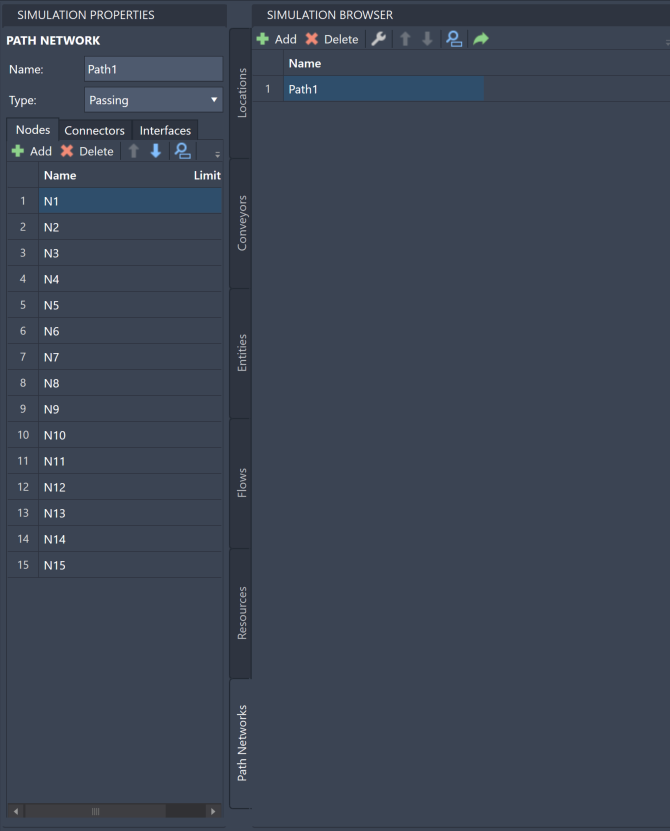 SIMULATION PROPERTIES
PATH NETWORK
Name: Path1
Type: Passing
Nodes Connectors Interfaces
Add Delete
Name Limit
1 N1
2 N2
3 N3
4 N4
5 N5
6 N6
7 N7
8 N8
9 N9
10 N10
11 N11
12 N12
13 N13
14 N14
15 N15
Locations
Conveyors
Entities
Flows
Resources
Path Networks
SIMULATION BROWSER
Add Delete
Name
1 Path1